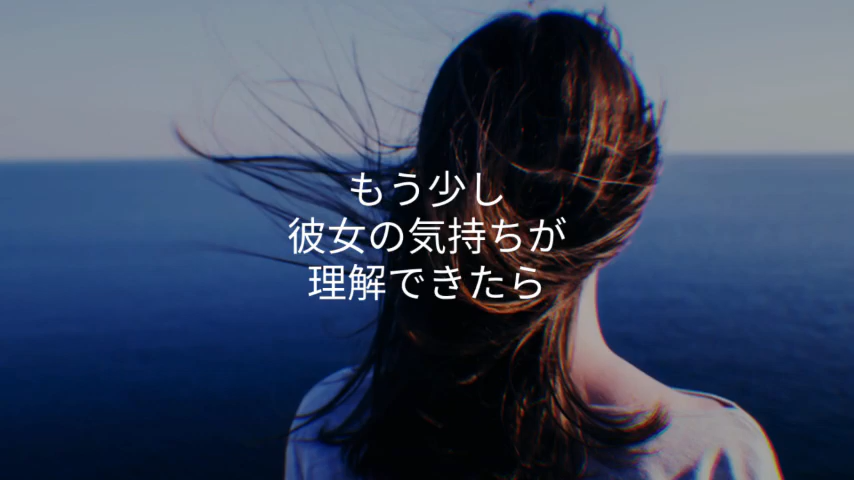 もう少し
彼女の気持ちが
理解できたら